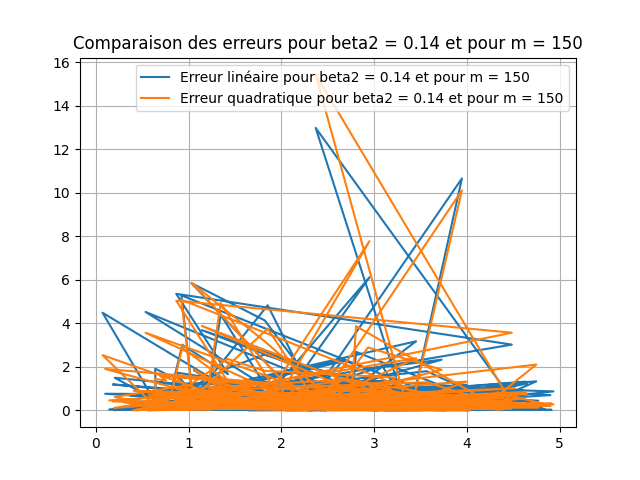 Comparaison des erreurs pour beta2 = 0.14 et pour m = 150
Erreur linéaire pour beta2 = 0.14 et pour m = 150
Erreur quadratique pour beta2 = 0.14 et pour m = 150
16
14
12
10
8
6
4
2
0
0 1 2 3 4 5